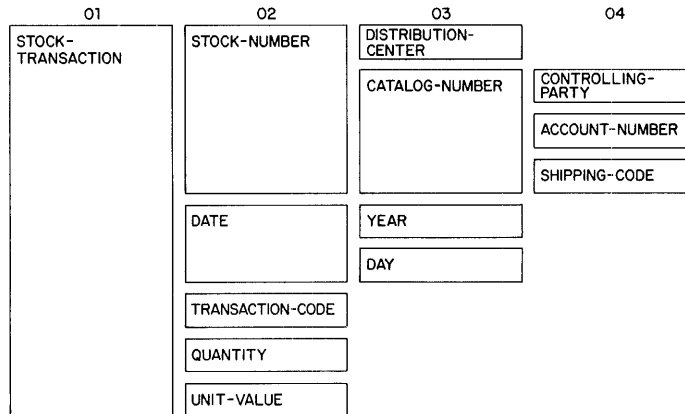 01
02
03
04
STOCK-
TRANSACTION
STOCK-NUMBER
DISTRIBUTION-
CENTER
CATALOG-NUMBER
CONTROLLING-
PARTY
ACCOUNT-NUMBER
SHIPPING-CODE
DATE
YEAR
DAY
TRANSACTION-CODE
QUANTITY
UNIT-VALUE